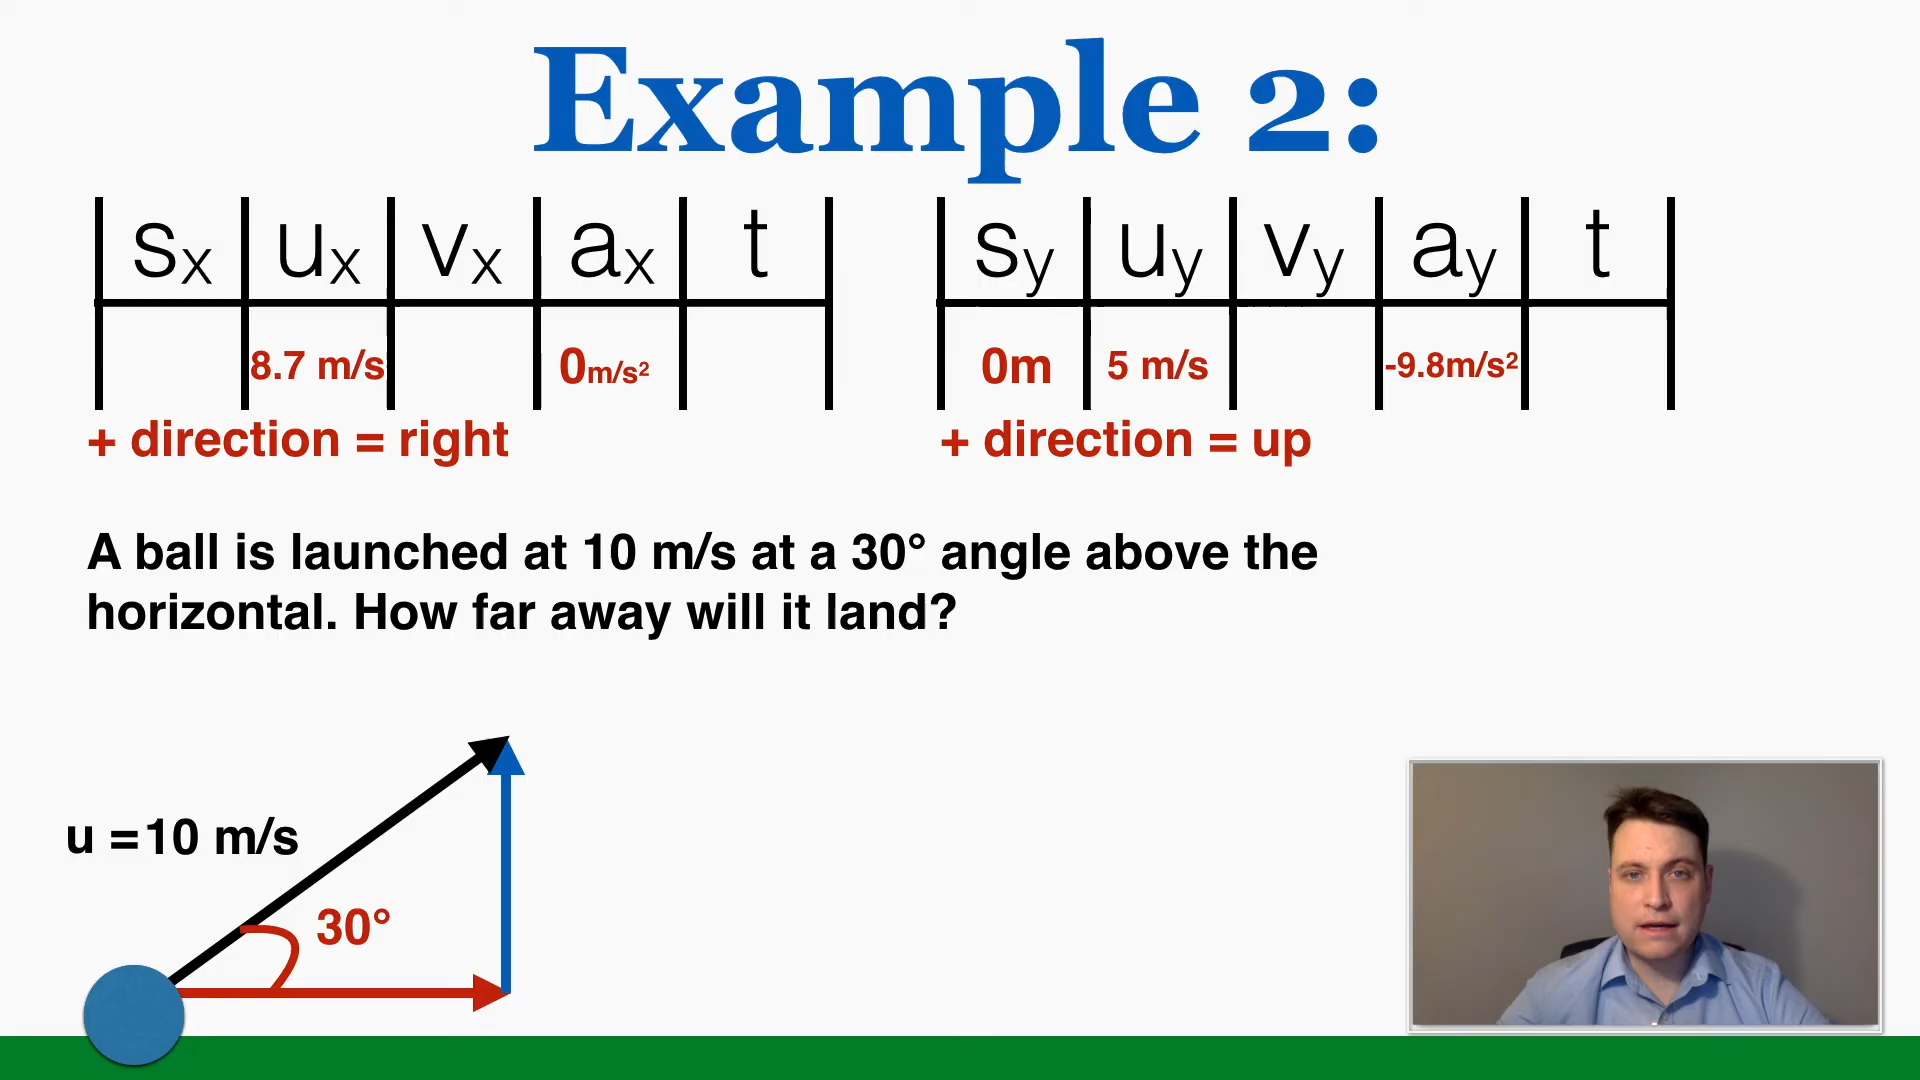 Example 2:
sx ux vx ax t
8.7 m/s 0m/s²
+ direction = right
sy uy vy ay t
0m 5 m/s -9.8m/s²
+ direction = up
A ball is launched at 10 m/s at a 30° angle above the
horizontal. How far away will it land?
u =10 m/s
30°